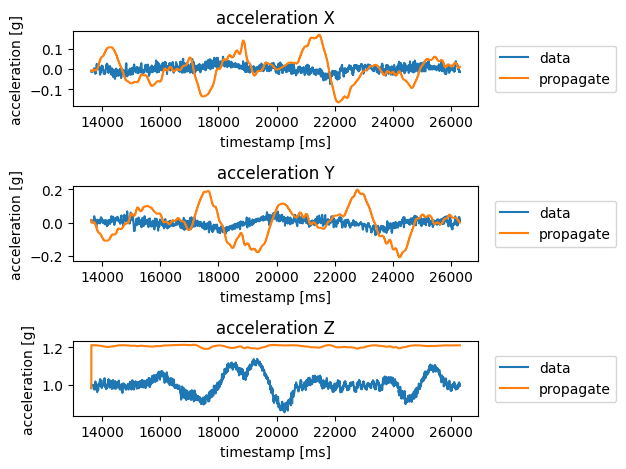 acceleration X
acceleration [g]
0.1
0.0
−0.1
14000 16000 18000 20000 22000 24000 26000
timestamp [ms]
data
propagate
acceleration Y
acceleration [g]
0.2
0.0
−0.2
14000 16000 18000 20000 22000 24000 26000
timestamp [ms]
data
propagate
acceleration Z
acceleration [g]
1.2
1.0
14000 16000 18000 20000 22000 24000 26000
timestamp [ms]
data
propagate